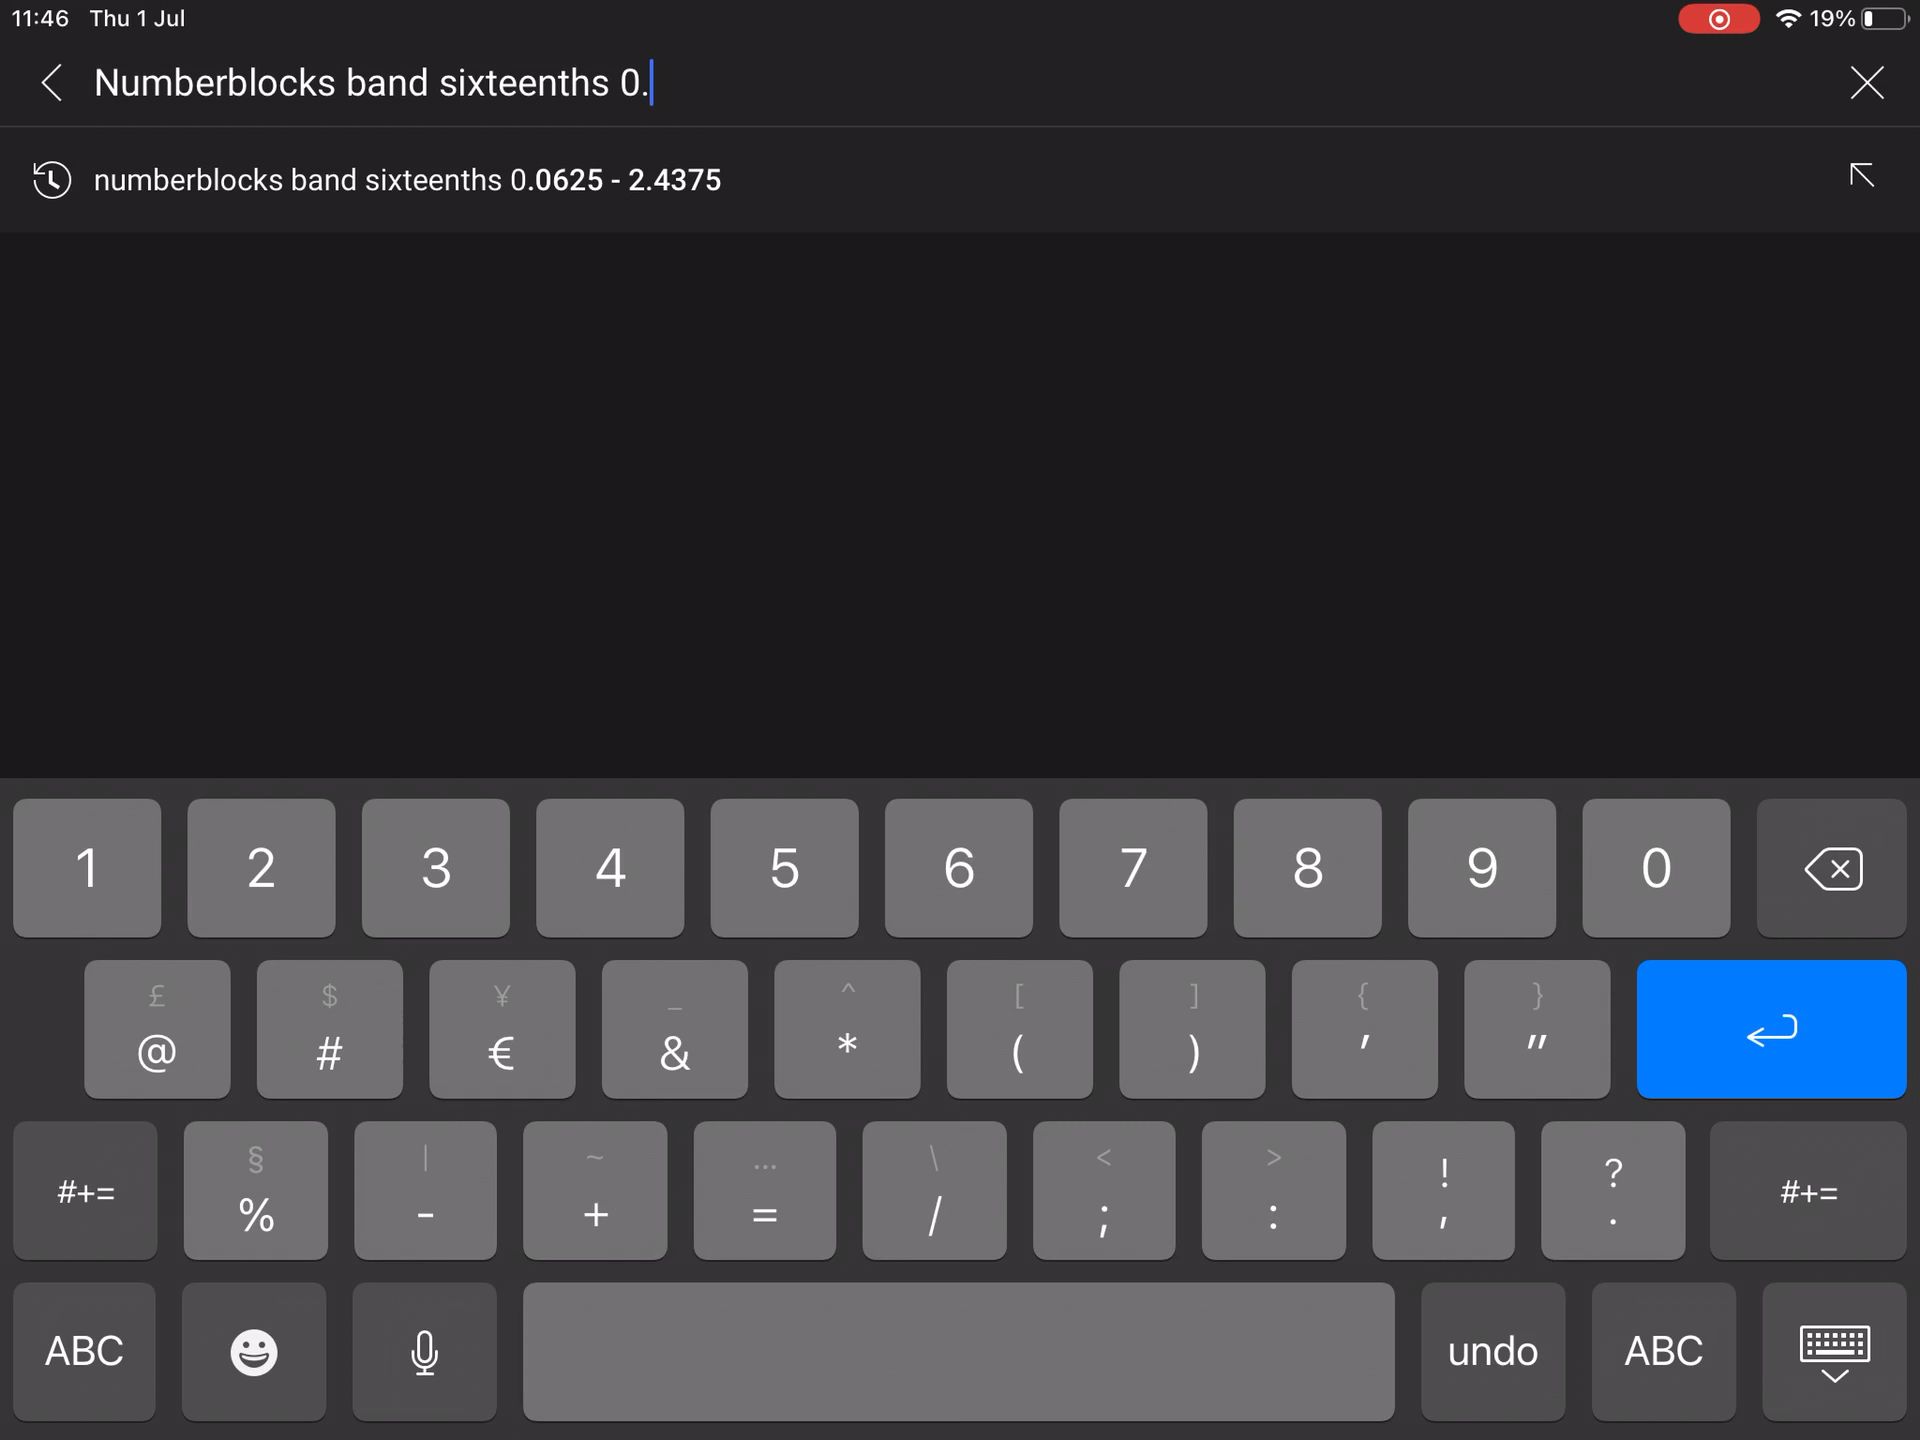 11:46 Thu 1 Jul 19%
Numberblocks band sixteenths 0.
numberblocks band sixteenths 0.0625 - 2.4375
1 2 3 4 5 6 7 8 9 0
£ $ ¥ _ ^ [ ] { }
@ # € & * ( ) ' "
§ | ~ … \ < > ! ?
#+= % - + = / ; : , . #+=
ABC undo ABC